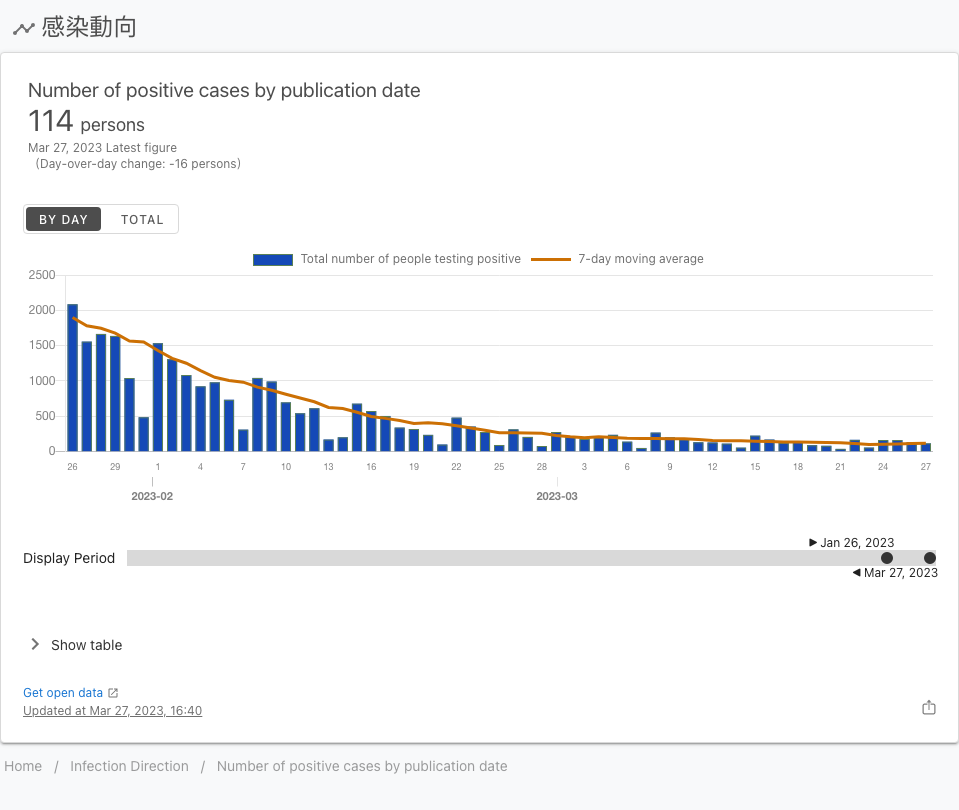 感染動向
Number of positive cases by publication date
114 persons
Mar 27, 2023 Latest figure
(Day-over-day change: -16 persons)
BY DAY TOTAL
Total number of people testing positive 7-day moving average
2500
2000
1500
1000
500
0
26 29 1 4 7 10 13 16 19 22 25 28 3 6 9 12 15 18 21 24 27
2023-02 2023-03
Jan 26, 2023
Display Period
Mar 27, 2023
Show table
Get open data
Updated at Mar 27, 2023, 16:40
Home / Infection Direction / Number of positive cases by publication date